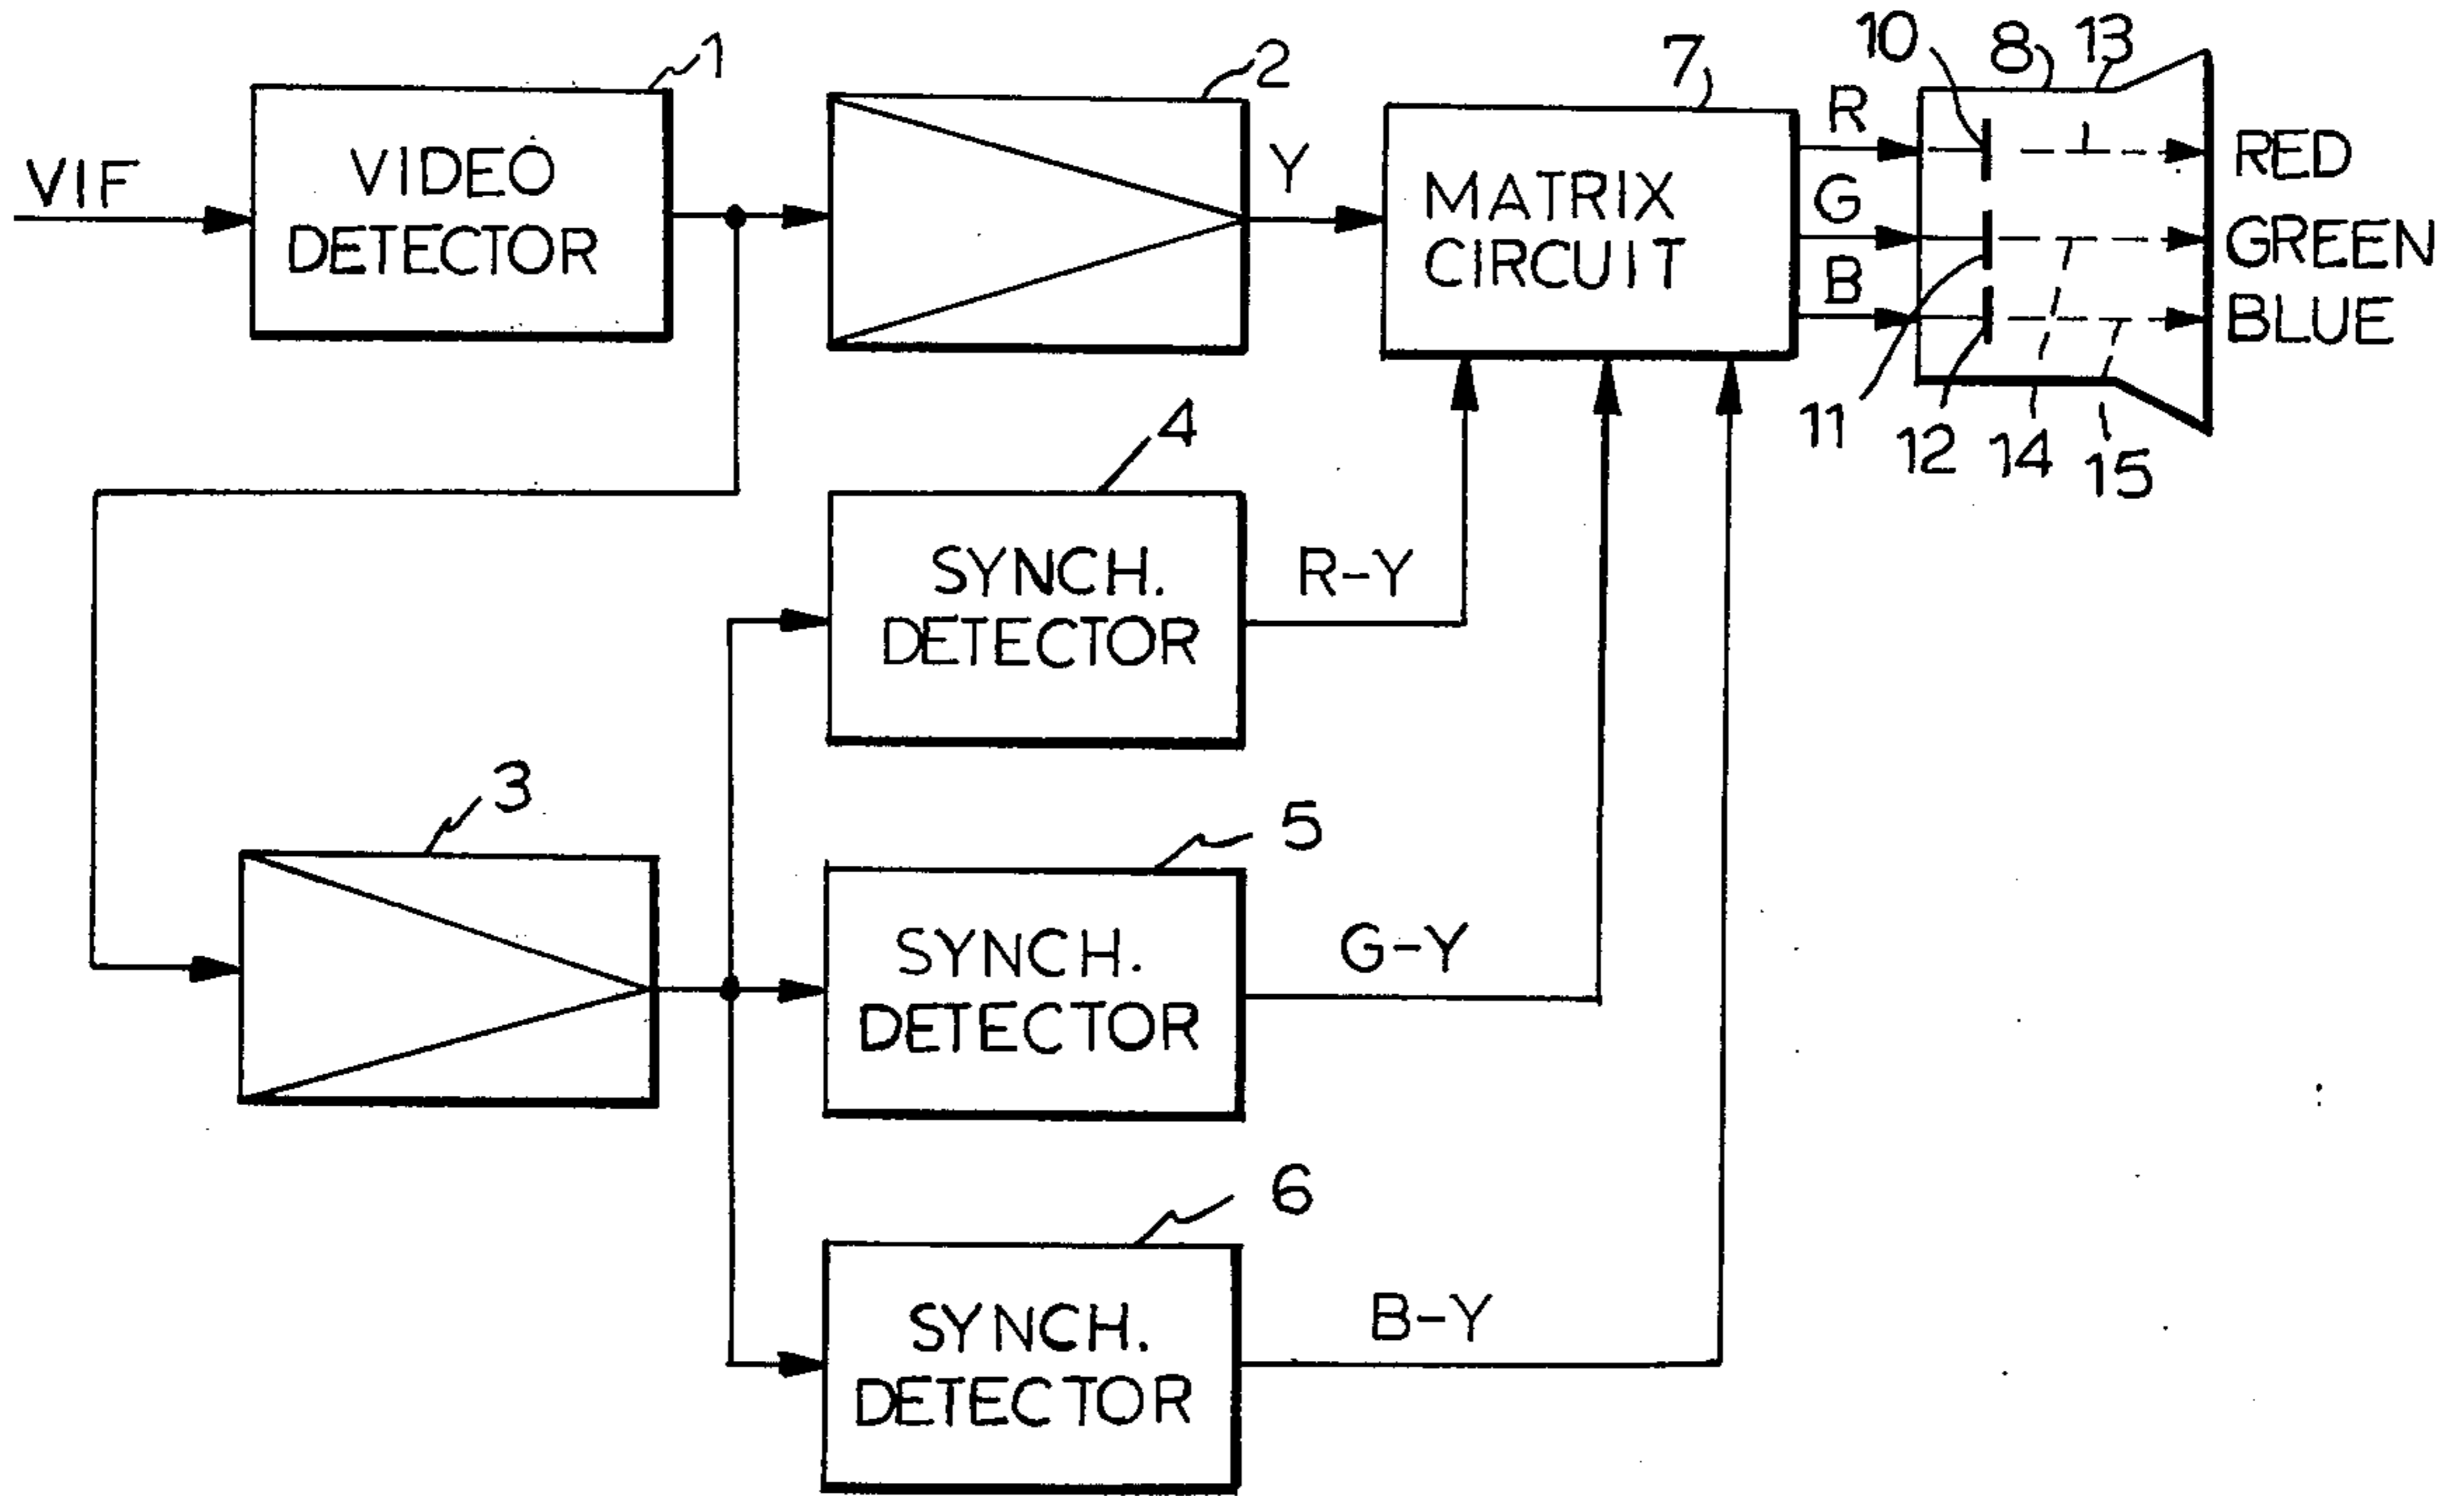 VIF
VIDEO
DETECTOR
1
2
Y
MATRIX
CIRCUIT
7
R
G
B
10
8
13
RED
GREEN
BLUE
11
12
14
15
4
SYNCH.
DETECTOR
R-Y
3
5
SYNCH.
DETECTOR
G-Y
6
SYNCH.
DETECTOR
B-Y